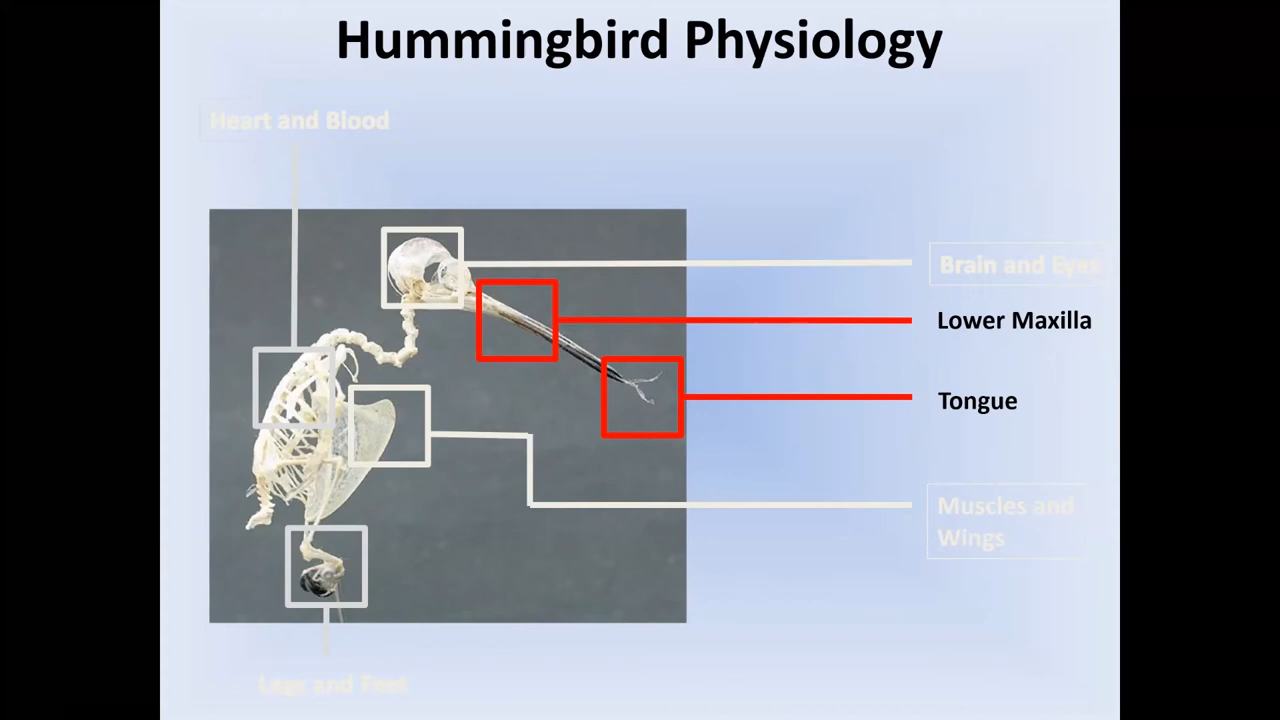 Hummingbird Physiology
Heart and Blood
Brain and Eyes
Lower Maxilla
Tongue
Muscles and
Wings
Legs and Feet